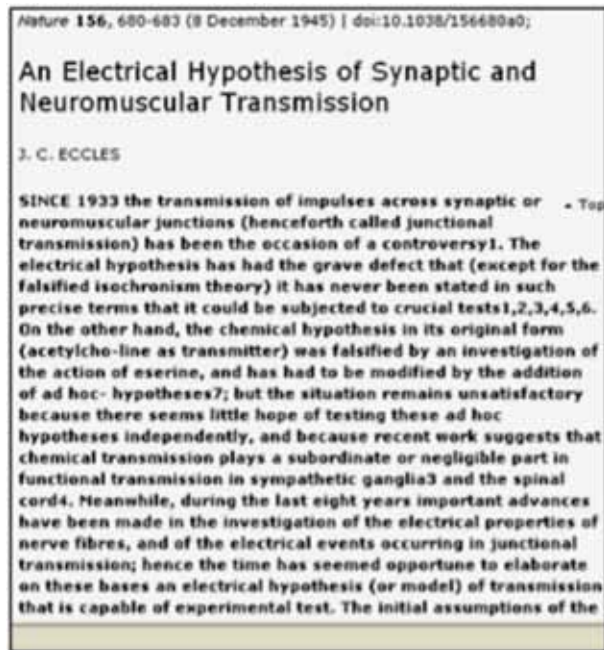 Nature 156, 680-683 (8 December 1945) | doi:10.1038/156680a0;
An Electrical Hypothesis of Synaptic and
Neuromuscular Transmission
J. C. ECCLES
SINCE 1933 the transmission of impulses across synaptic or
Top
neuromuscular junctions (henceforth called junctional
transmission) has been the occasion of a controversy1. The
electrical hypothesis has had the grave defect that (except for the
falsified isochronism theory) it has never been stated in such
precise terms that it could be subjected to crucial tests1,2,3,4,5,6.
On the other hand, the chemical hypothesis in its original form
(acetylcho-line as transmitter) was falsified by an investigation of
the action of eserine, and has had to be modified by the addition
of ad hoc- hypotheses7; but the situation remains unsatisfactory
because there seems little hope of testing these ad hoc
hypotheses independently, and because recent work suggests that
chemical transmission plays a subordinate or negligible part in
functional transmission in sympathetic ganglia3 and the spinal
cord4. Meanwhile, during the last eight years important advances
have been made in the investigation of the electrical properties of
nerve fibres, and of the electrical events occurring in junctional
transmission; hence the time has seemed opportune to elaborate
on these bases an electrical hypothesis (or model) of transmission
that is capable of experimental test. The initial assumptions of the